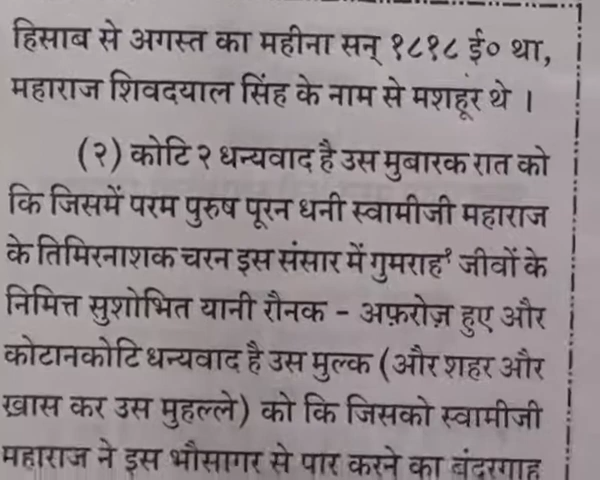 हिसाब से अगस्त का महीना सन् १८१८ ई० था,
महाराज शिवदयाल सिंह के नाम से मशहूर थे ।
(२) कोटि २ धन्यवाद है उस मुबारक रात को
कि जिसमें परम पुरुष पूरन धनी स्वामीजी महाराज
के तिमिरनाशक चरन इस संसार में गुमराह¹ जीवों के
निमित्त सुशोभित यानी रौनक - अफ़रोज़ हुए और
कोटानकोटि धन्यवाद है उस मुल्क (और शहर और
ख़ास कर उस मुहल्ले) को कि जिसको स्वामीजी
महाराज ने इस भौसागर से पार करने का बंदरगाह